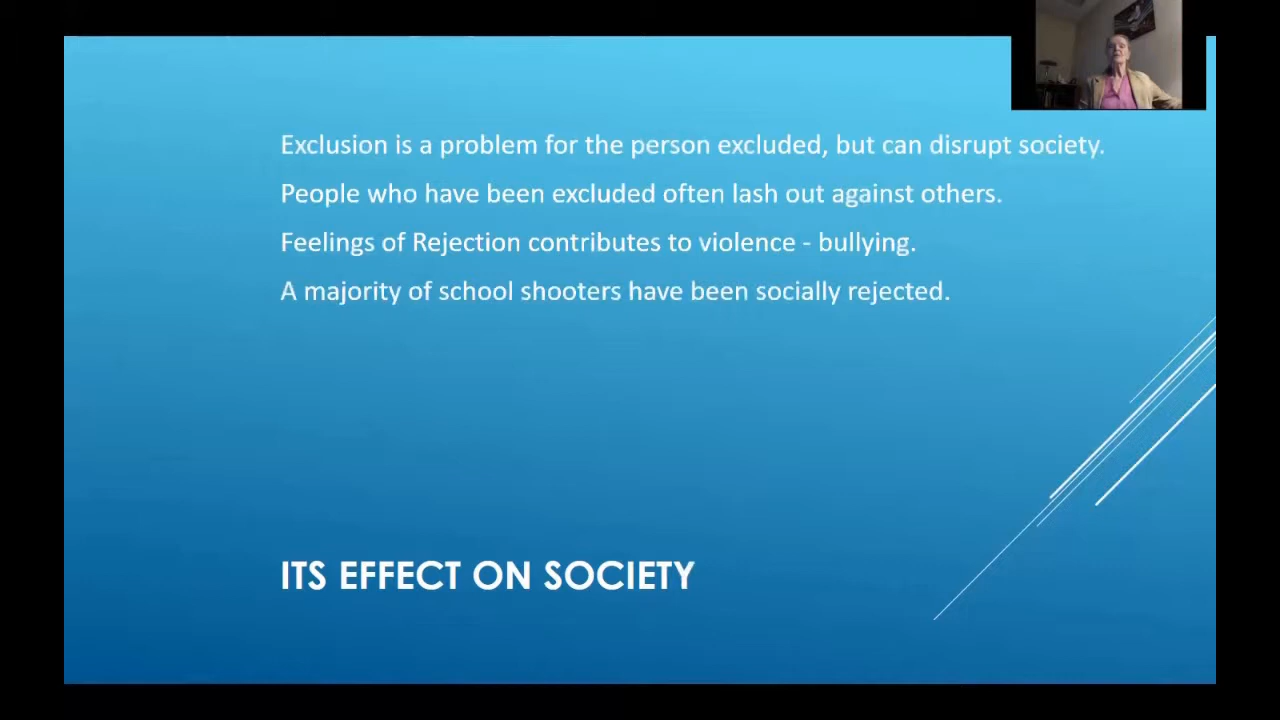 Exclusion is a problem for the person excluded, but can disrupt society.
People who have been excluded often lash out against others.
Feelings of Rejection contributes to violence - bullying.
A majority of school shooters have been socially rejected.
ITS EFFECT ON SOCIETY